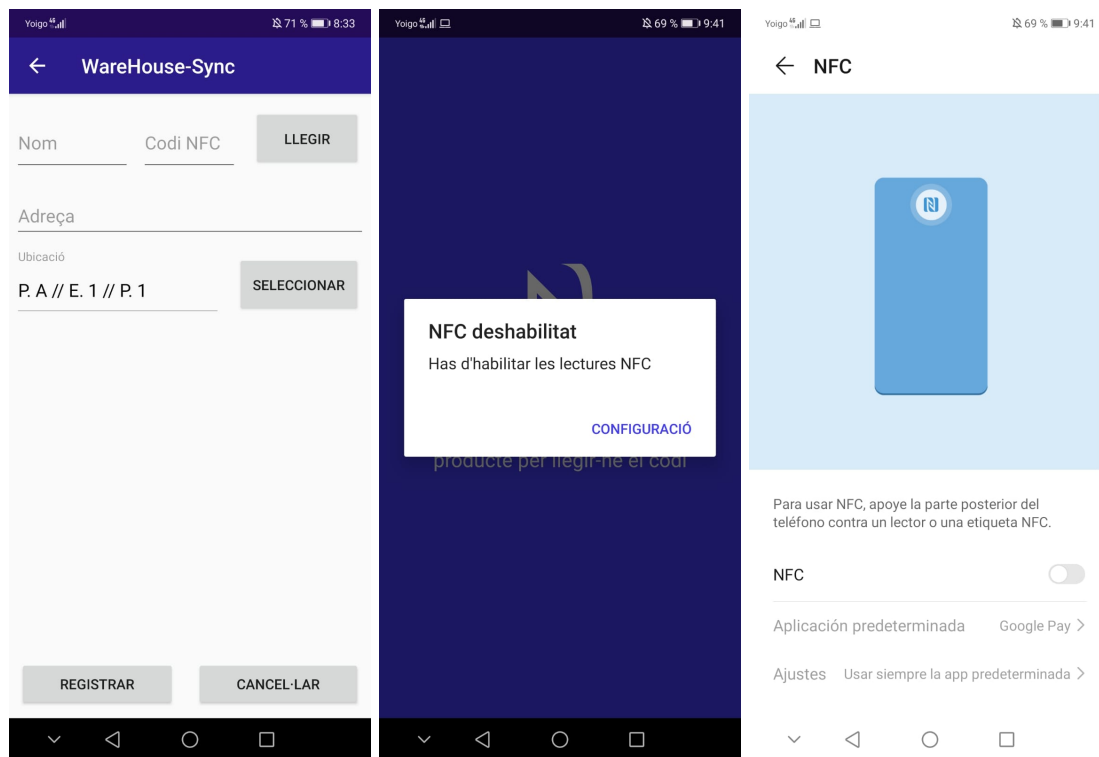 Yoigo 4G 71 % 8:33
WareHouse-Sync
Nom
Codi NFC
LLEGIR
Adreça
Ubicació
P. A // E. 1 // P. 1
SELECCIONAR
REGISTRAR
CANCEL·LAR
Yoigo 4G 69 % 9:41
NFC deshabilitat
Has d'habilitar les lectures NFC
CONFIGURACIÓ
producte per llegir-ne el codi
Yoigo 4G 69 % 9:41
NFC
Para usar NFC, apoye la parte posterior del
teléfono contra un lector o una etiqueta NFC.
NFC
Aplicación predeterminada Google Pay
Ajustes Usar siempre la app predeterminada